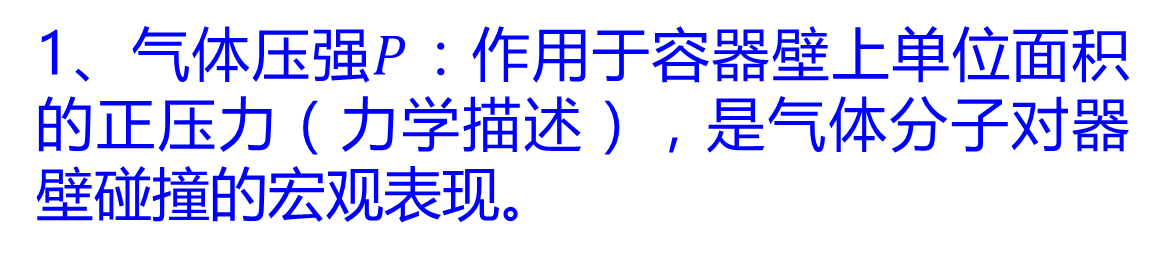 1、气体压强P：作用于容器壁上单位面积
的正压力（力学描述），是气体分子对器
壁碰撞的宏观表现。